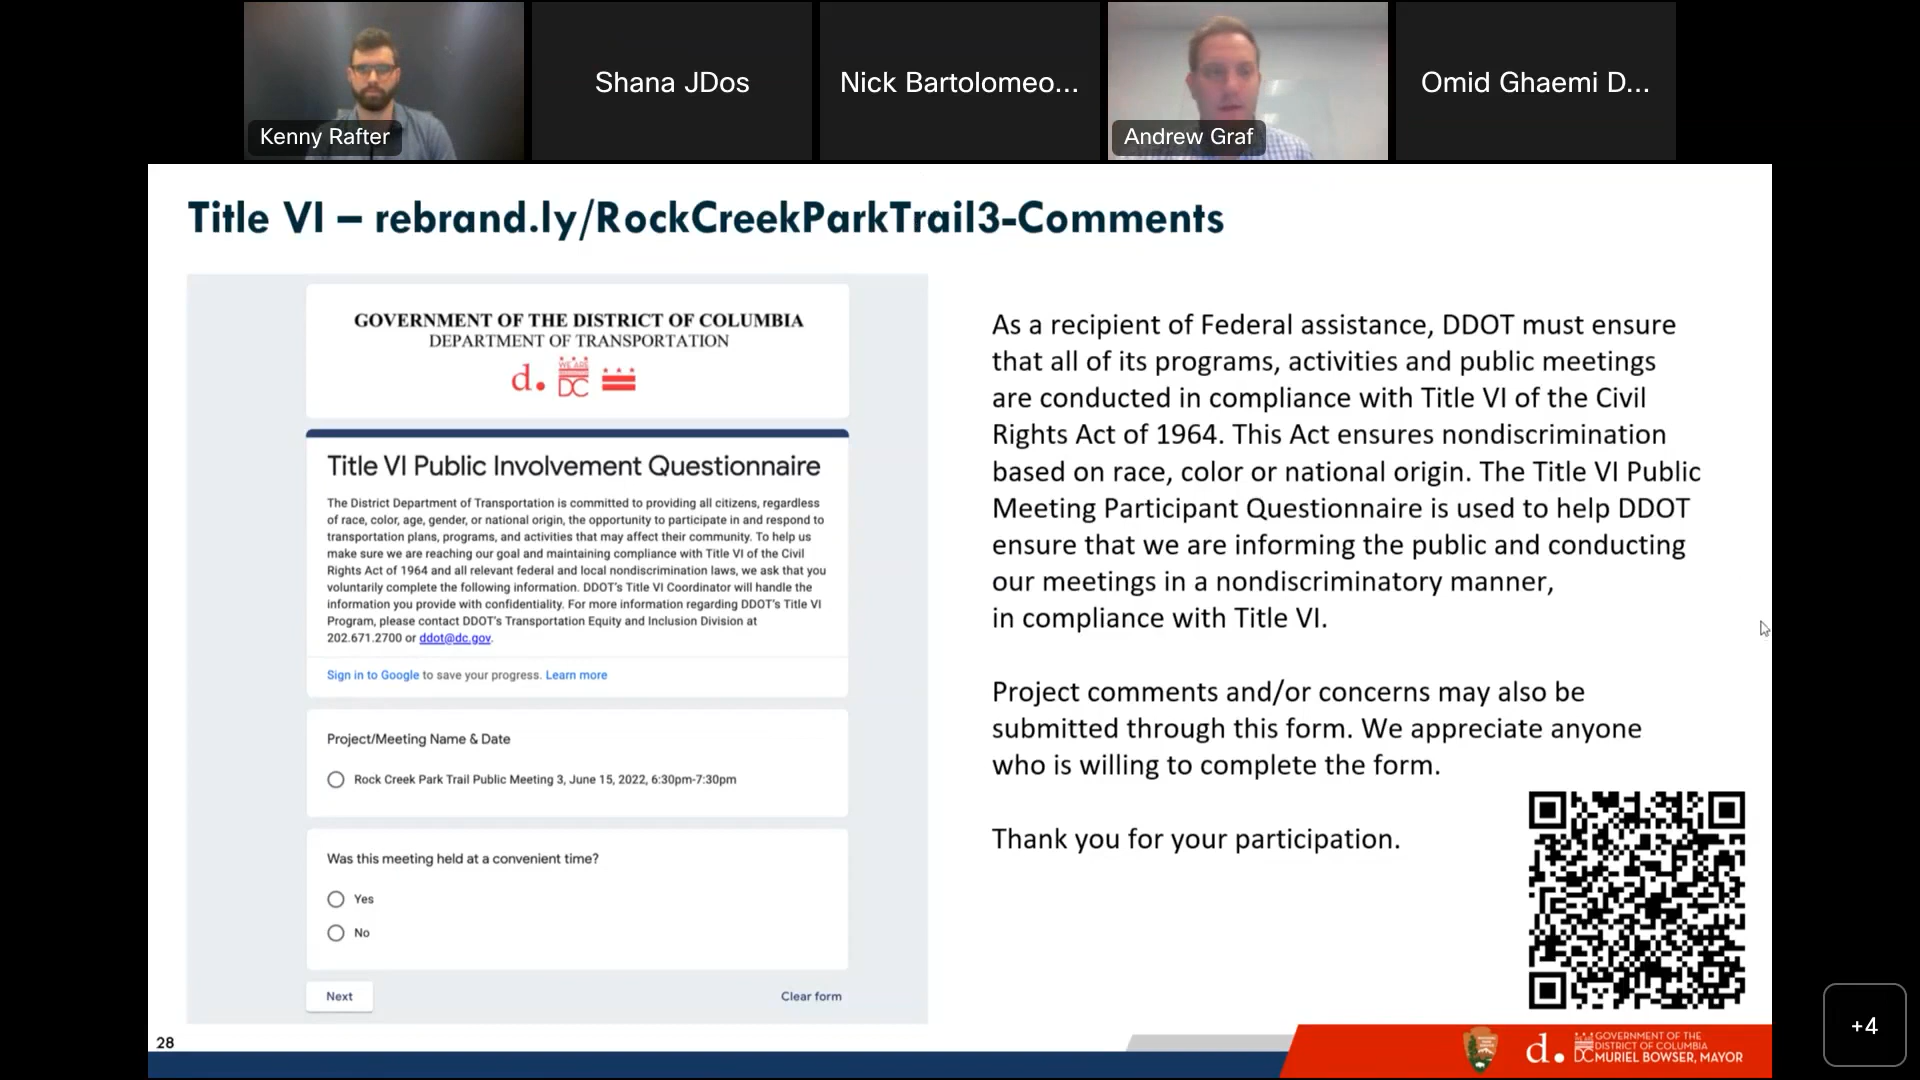 Kenny Rafter
Shana JDos
Nick Bartolomeo...
Andrew Graf
Omid Ghaemi D...
Title VI – rebrand.ly/RockCreekParkTrail3-Comments
GOVERNMENT OF THE DISTRICT OF COLUMBIA
DEPARTMENT OF TRANSPORTATION
d.
WE ARE
DC
Title VI Public Involvement Questionnaire
The District Department of Transportation is committed to providing all citizens, regardless
of race, color, age, gender, or national origin, the opportunity to participate in and respond to
transportation plans, programs, and activities that may affect their community. To help us
make sure we are reaching our goal and maintaining compliance with Title VI of the Civil
Rights Act of 1964 and all relevant federal and local nondiscrimination laws, we ask that you
voluntarily complete the following information. DDOT's Title VI Coordinator will handle the
information you provide with confidentiality. For more information regarding DDOT's Title VI
Program, please contact DDOT's Transportation Equity and Inclusion Division at
202.671.2700 or ddot@dc.gov.
Sign in to Google to save your progress. Learn more
Project/Meeting Name & Date
Rock Creek Park Trail Public Meeting 3, June 15, 2022, 6:30pm-7:30pm
Was this meeting held at a convenient time?
Yes
No
Next
Clear form
As a recipient of Federal assistance, DDOT must ensure
that all of its programs, activities and public meetings
are conducted in compliance with Title VI of the Civil
Rights Act of 1964. This Act ensures nondiscrimination
based on race, color or national origin. The Title VI Public
Meeting Participant Questionnaire is used to help DDOT
ensure that we are informing the public and conducting
our meetings in a nondiscriminatory manner,
in compliance with Title VI.
Project comments and/or concerns may also be
submitted through this form. We appreciate anyone
who is willing to complete the form.
Thank you for your participation.
28
d.
DC
GOVERNMENT OF THE
DISTRICT OF COLUMBIA
MURIEL BOWSER, MAYOR
+4